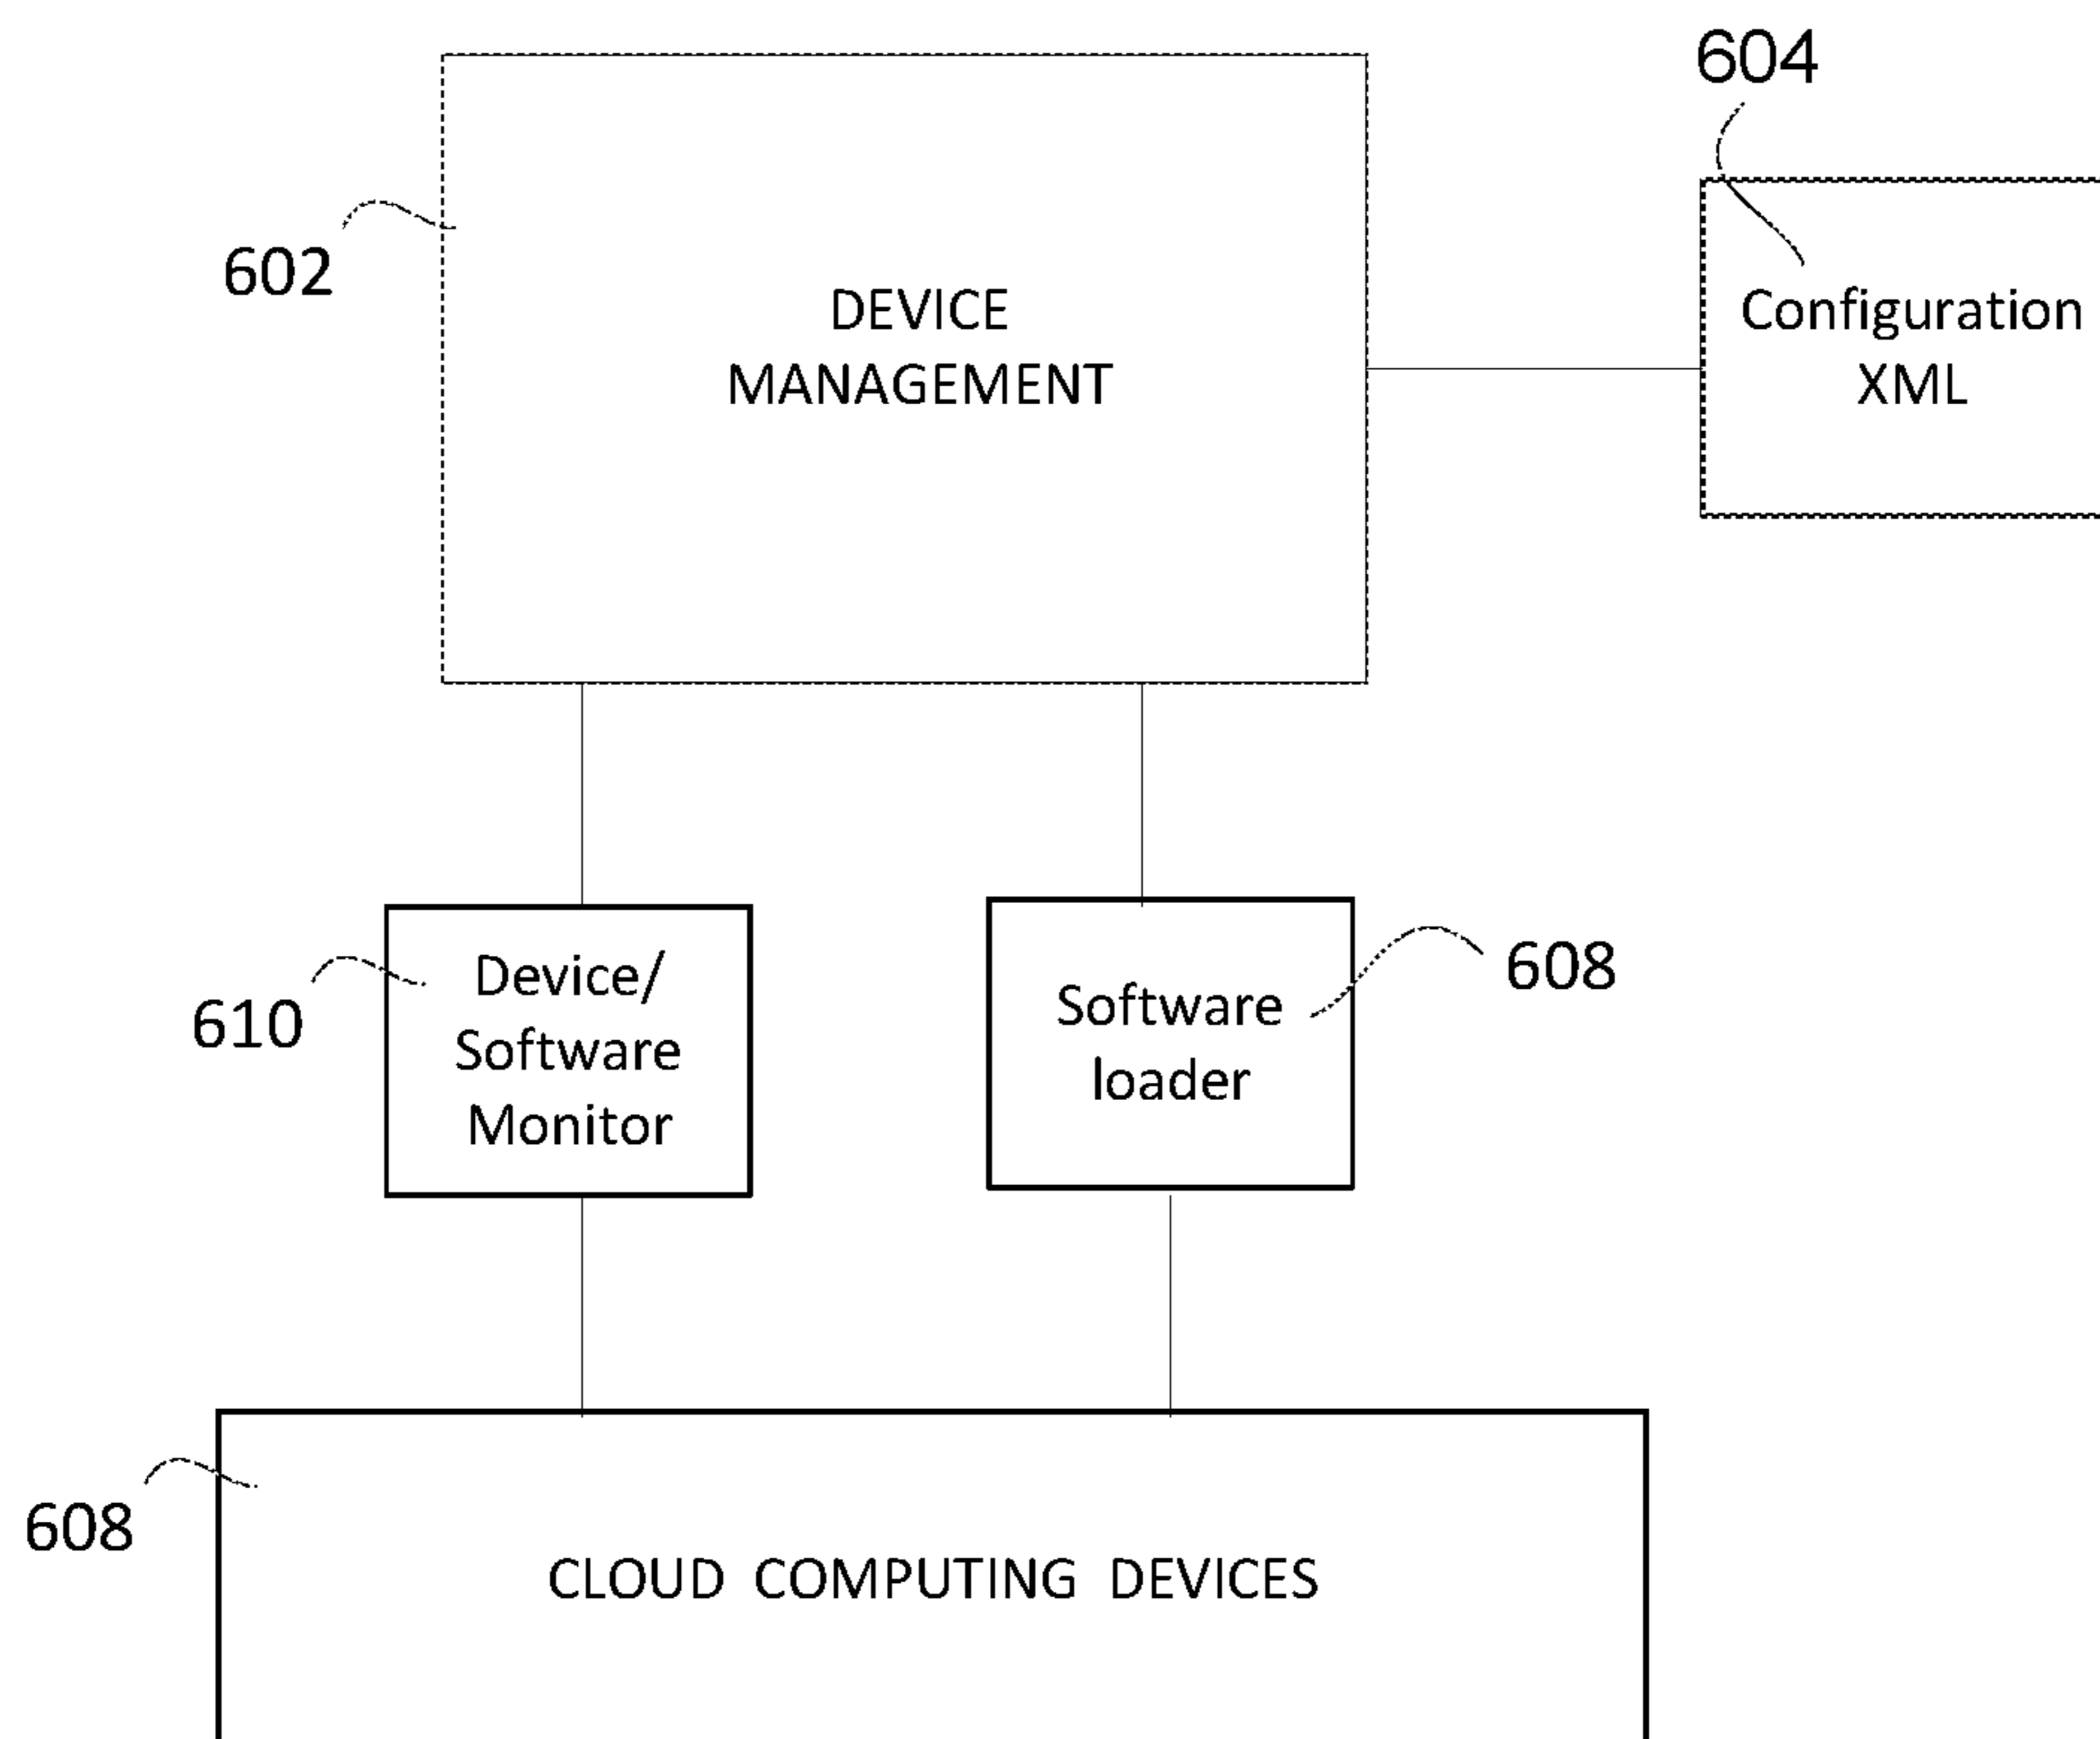 604
602
DEVICE
MANAGEMENT
Configuration
XML
610
Device/
Software
Monitor
Software
loader
608
608
CLOUD COMPUTING DEVICES